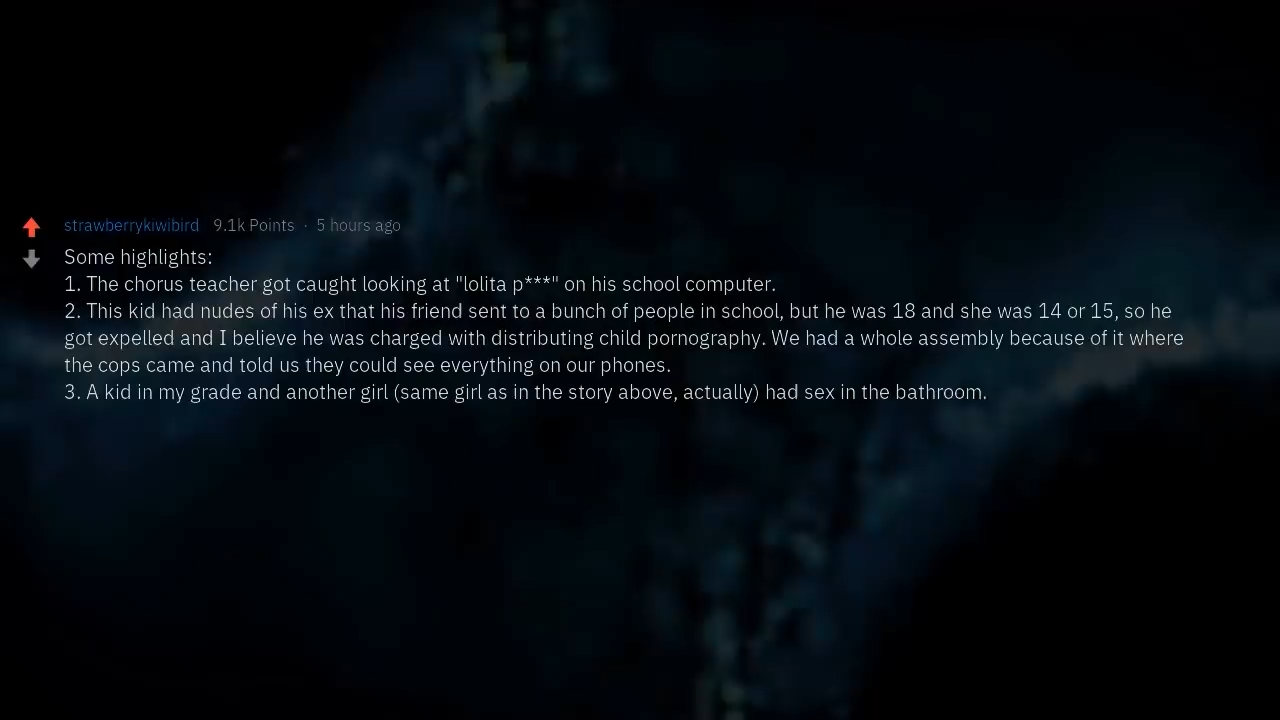 strawberrykiwibird 9.1k Points · 5 hours ago
Some highlights:
1. The chorus teacher got caught looking at "lolita p***" on his school computer.
2. This kid had nudes of his ex that his friend sent to a bunch of people in school, but he was 18 and she was 14 or 15, so he
got expelled and I believe he was charged with distributing child pornography. We had a whole assembly because of it where
the cops came and told us they could see everything on our phones.
3. A kid in my grade and another girl (same girl as in the story above, actually) had sex in the bathroom.